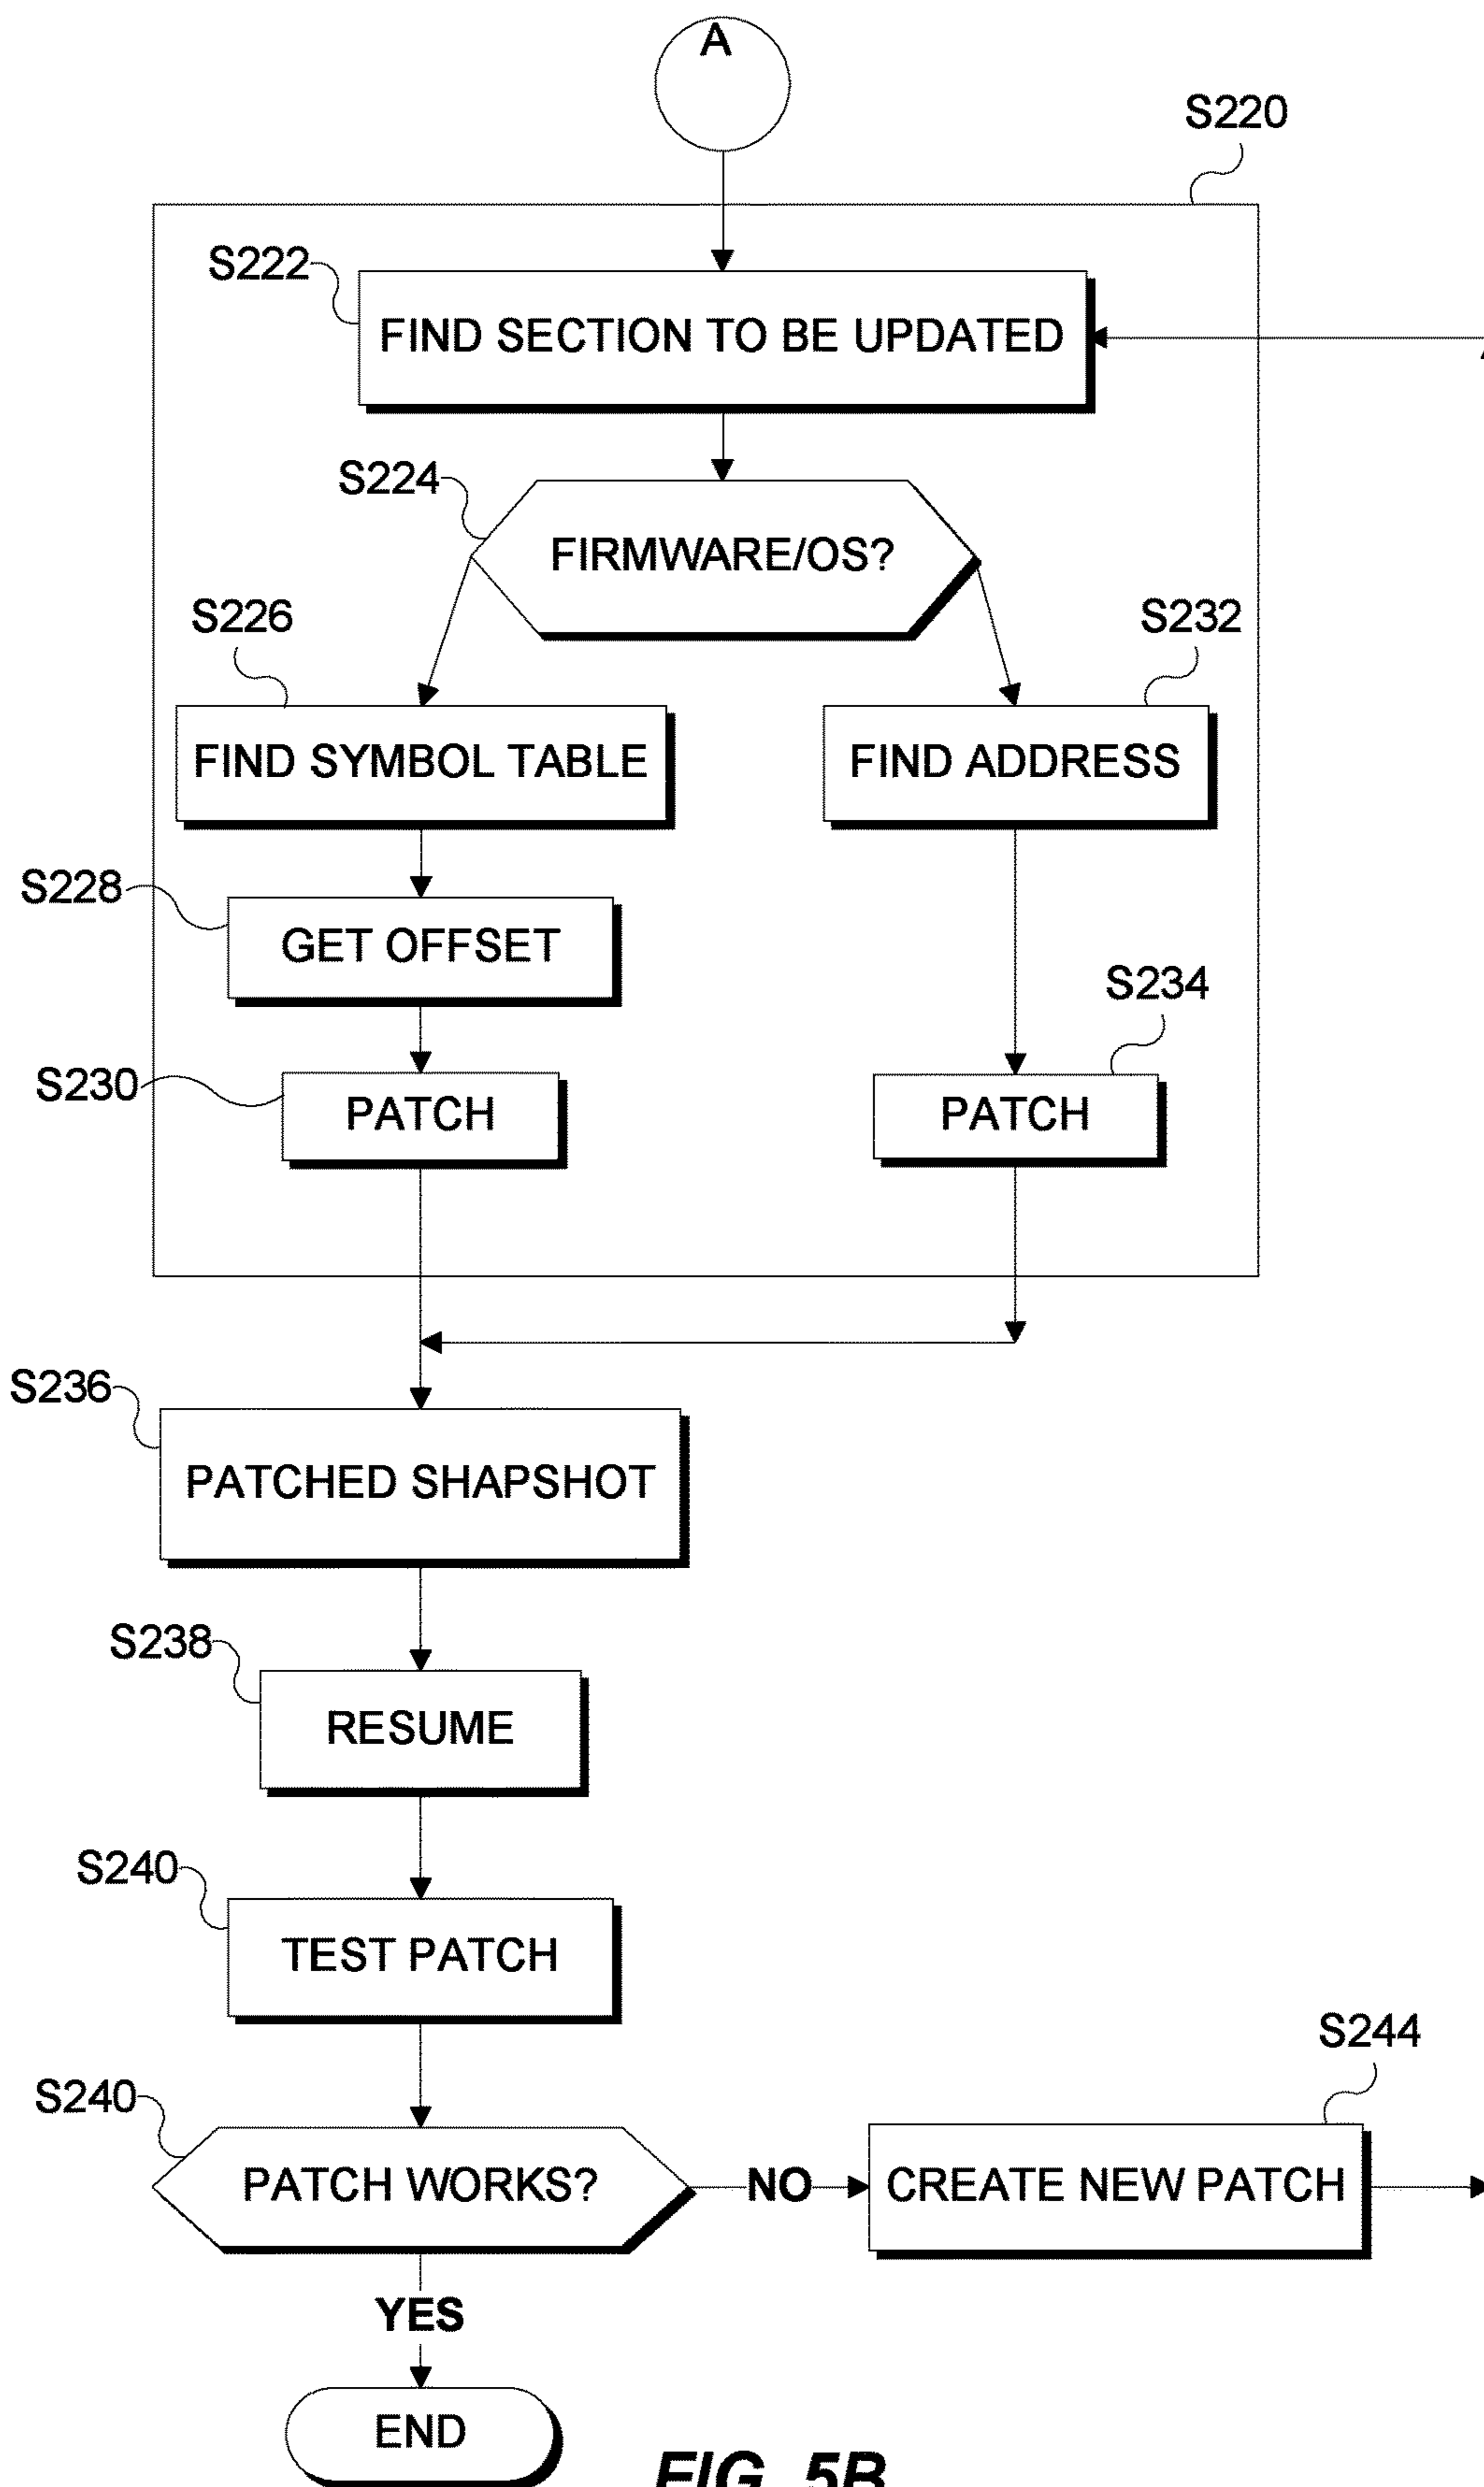 A
S220
S222
FIND SECTION TO BE UPDATED
S224
FIRMWARE/OS?
S226
S232
FIND SYMBOL TABLE
FIND ADDRESS
S228
GET OFFSET
S234
S230
PATCH
PATCH
S236
PATCHED SHAPSHOT
S238
RESUME
S240
TEST PATCH
S244
S240
PATCH WORKS?
NO
CREATE NEW PATCH
YES
END
FIG. 5B